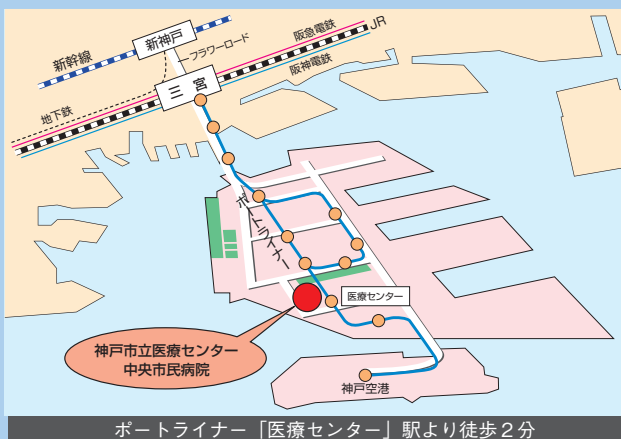 新幹線
新神戸
フラワーロード
阪急電鉄
JR
阪神電鉄
三宮
地下鉄
ポートライナー
医療センター
神戸市立医療センター
中央市民病院
神戸空港
ポートライナー「医療センター」駅より徒歩2分